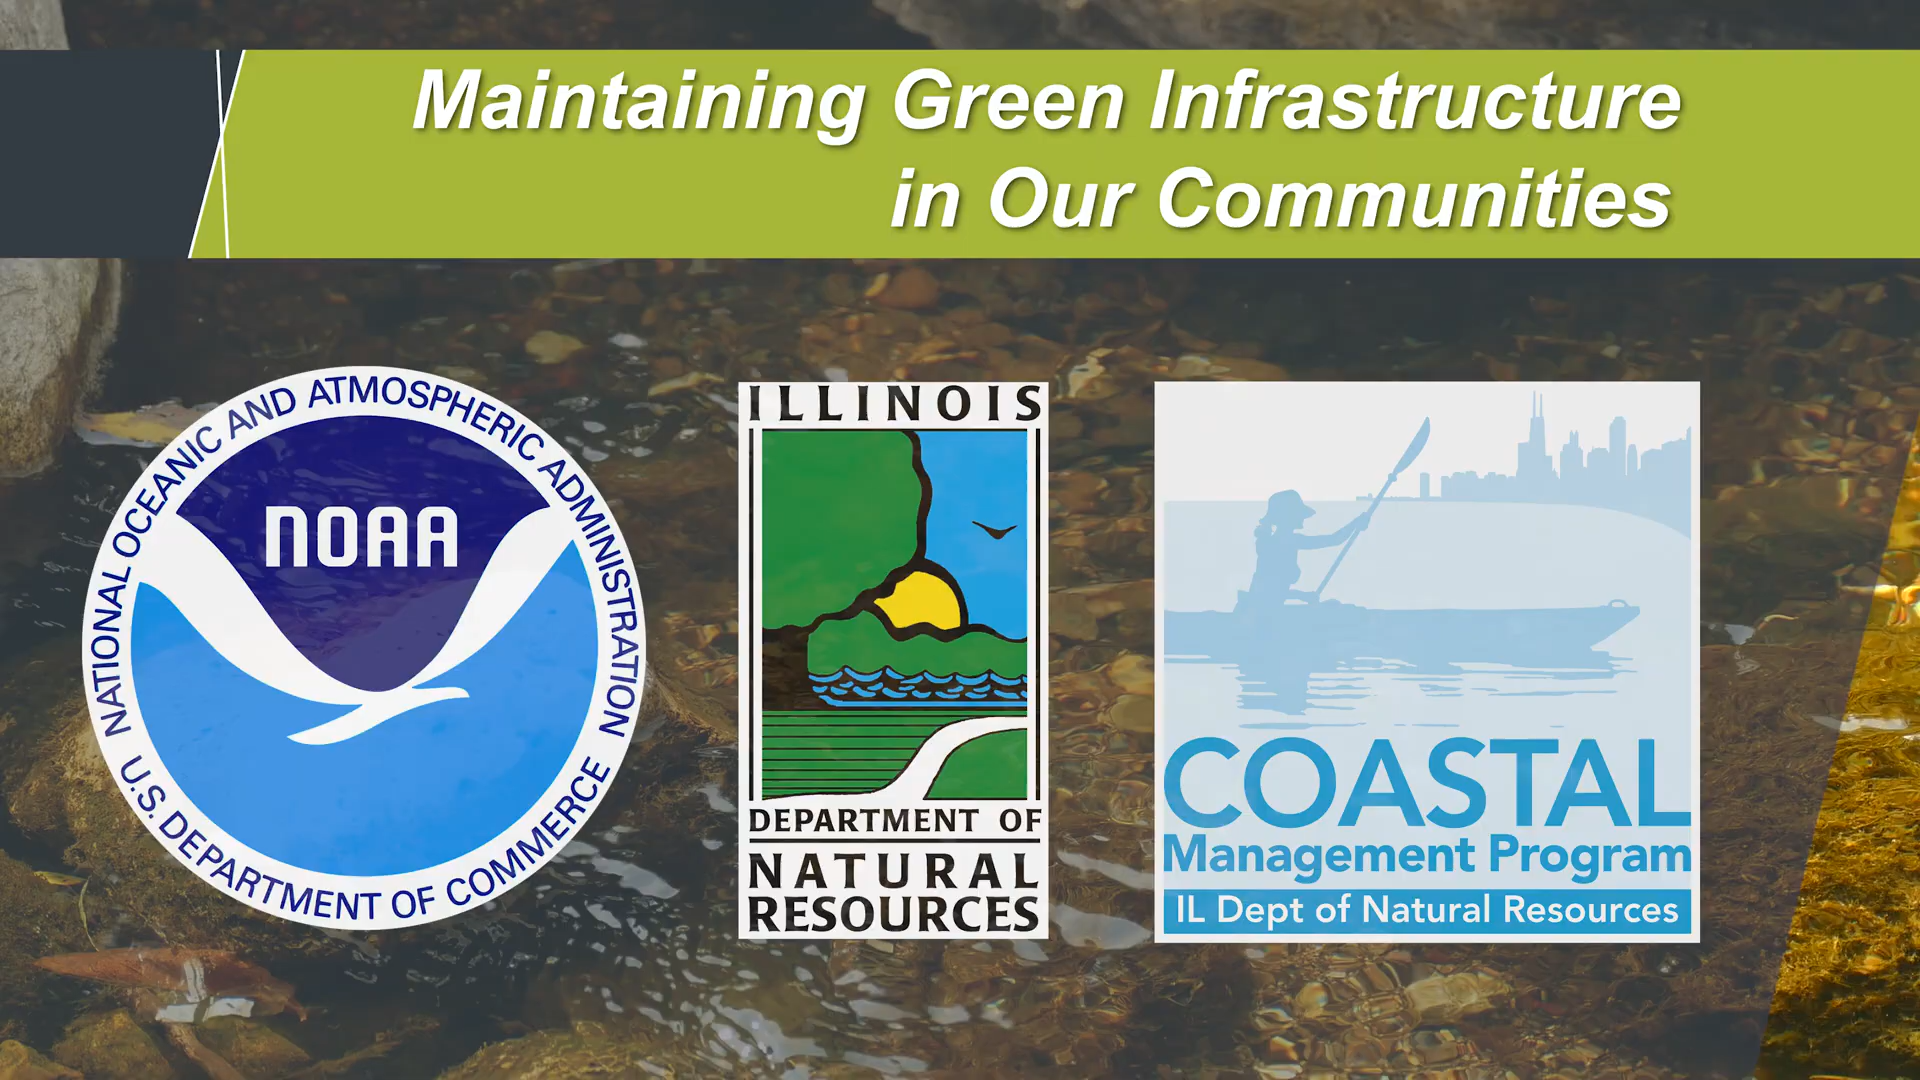 Maintaining Green Infrastructure
in Our Communities
NATIONAL OCEANIC AND ATMOSPHERIC ADMINISTRATION
NOAA
U.S. DEPARTMENT OF COMMERCE
ILLINOIS
DEPARTMENT OF
NATURAL
RESOURCES
COASTAL
Management Program
IL Dept of Natural Resources